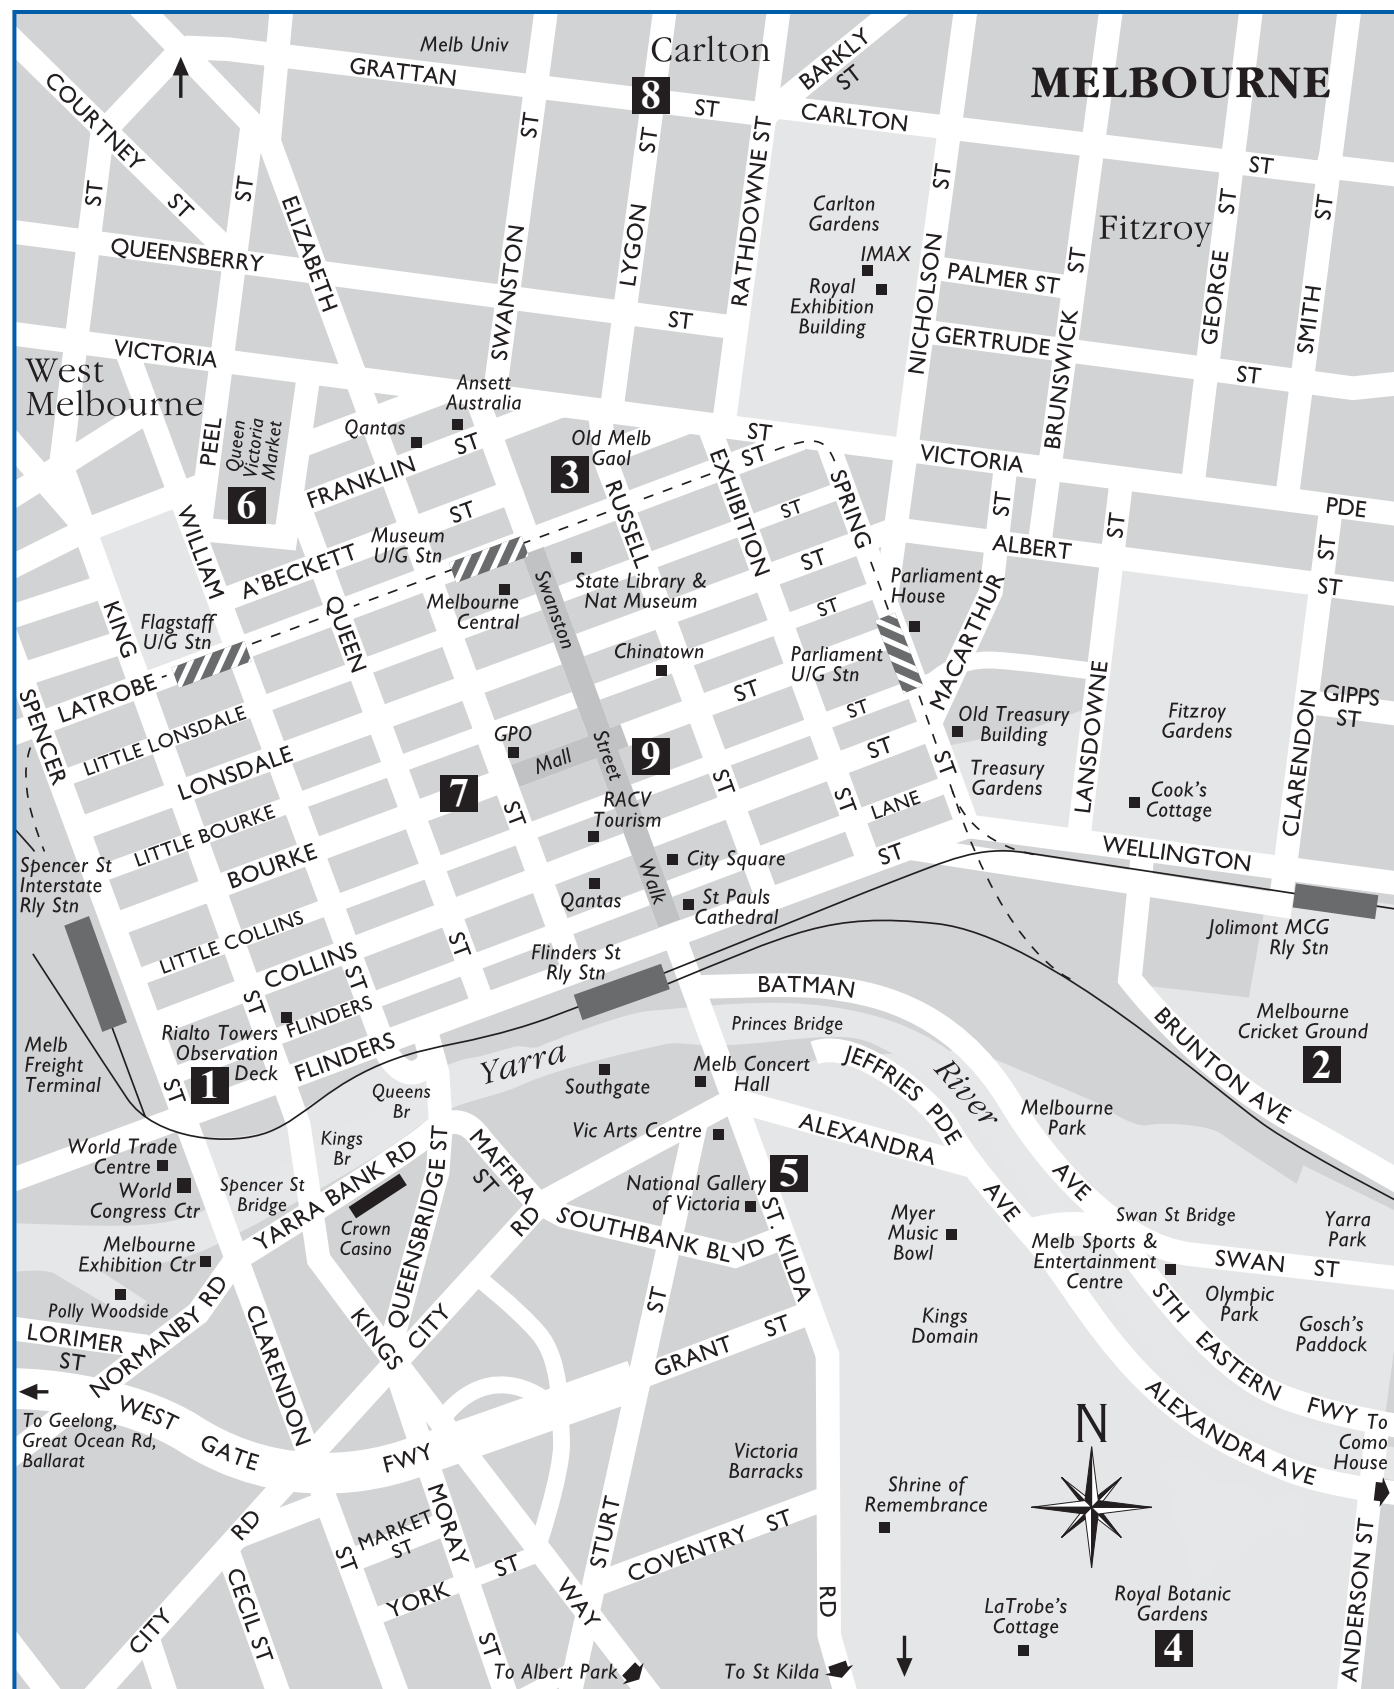 Melb Univ
Carlton
BARKLY
ST
MELBOURNE
GRATTAN
8
ST
CARLTON
ST
COURTNEY
ST
ST
ST
ST
ST
RATHDOWNE ST
ST
ST
ST
Carlton
Gardens
Fitzroy
ELIZABETH
QUEENSBERRY
SWANSTON
LYGON
IMAX
Royal
Exhibition
Building
NICHOLSON
PALMER ST
ST
GEORGE
SMITH
ST
VICTORIA
GERTRUDE
BRUNSWICK
ST
West
Melbourne
Ansett
Australia
Qantas
ST
PEEL
Queen
Victoria
Market
FRANKLIN
Old Melb
Gaol
3
ST
ST
EXHIBITION
SPRING
VICTORIA
PDE
6
RUSSELL
ST
WILLIAM
ST
Museum
U/G Stn
ST
ST
ST
ALBERT
ST
A'BECKETT
ST
State Library &
Nat Museum
Parliament
House
Melbourne
Central
Swanston
KING
Flagstaff
U/G Stn
QUEEN
ST
MACARTHUR
Chinatown
Parliament
U/G Stn
SPENCER
LATROBE
LITTLE LONSDALE
ST
ST
LANSDOWNE
CLARENDON
GIPPS
ST
Old Treasury
Building
Fitzroy
Gardens
GPO
Mall
Street
9
ST
ST
Treasury
Gardens
LONSDALE
7
ST
ST
ST
LANE
Cook's
Cottage
RACV
Tourism
LITTLE BOURKE
WELLINGTON
Spencer St
Interstate
Rly Stn
BOURKE
City Square
ST
Walk
Qantas
St Pauls
Cathedral
LITTLE COLLINS
ST
Flinders St
Rly Stn
Jolimont MCG
Rly Stn
COLLINS
ST
ST
BATMAN
Melbourne
Cricket Ground
2
FLINDERS
Rialto Towers
Observation
Deck
1
FLINDERS
Princes Bridge
BRUNTON AVE
Melb
Freight
Terminal
ST
Yarra
River
Southgate
Melb Concert
Hall
JEFFRIES PDE
Queens
Br
Melbourne
Park
Vic Arts Centre
ALEXANDRA
AVE
World Trade
Centre
Kings
Br
MAFFRA
ST
World
Congress Ctr
Spencer St
Bridge
YARRA BANK RD
QUEENSBRIDGE ST
National Gallery
of Victoria
5
AVE
Crown
Casino
RD
SOUTHBANK BLVD
ST. KILDA
Myer
Music
Bowl
Swan St Bridge
Yarra
Park
Melbourne
Exhibition Ctr
Melb Sports &
Entertainment
Centre
SWAN
ST
Polly Woodside
Olympic
Park
LORIMER
ST
NORMANBY RD
CLARENDON
KINGS
CITY
ST
ST
Kings
Domain
Gosch's
Paddock
STH EASTERN
FWY
GRANT
WEST
GATE
FWY
To Geelong,
Great Ocean Rd,
Ballarat
N
ALEXANDRA AVE
To
Como
House
Victoria
Barracks
Shrine of
Remembrance
RD
MARKET
ST
ST
MORAY
STURT
COVENTRY
ST
ANDERSON ST
CECIL ST
YORK
ST
WAY
RD
CITY
LaTrobe's
Cottage
Royal Botanic
Gardens
4
ST
To Albert Park
To St Kilda